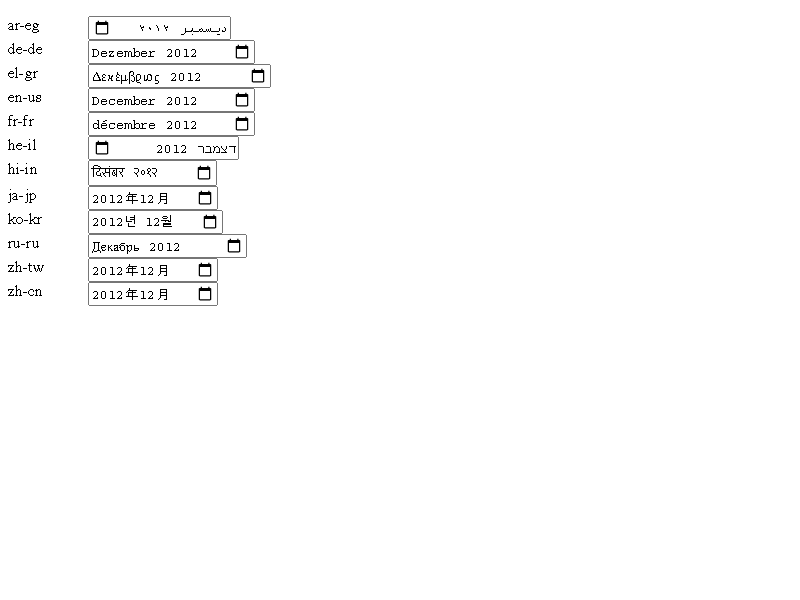 ar-eg ديسمبر ٢٠١٢
de-de Dezember 2012
el-gr Δεκέμβριος 2012
en-us December 2012
fr-fr décembre 2012
he-il דצמבר 2012
hi-in दिसंबर २०१२
ja-jp 2012年12月
ko-kr 2012년 12월
ru-ru Декабрь 2012
zh-tw 2012年12月
zh-cn 2012年12月